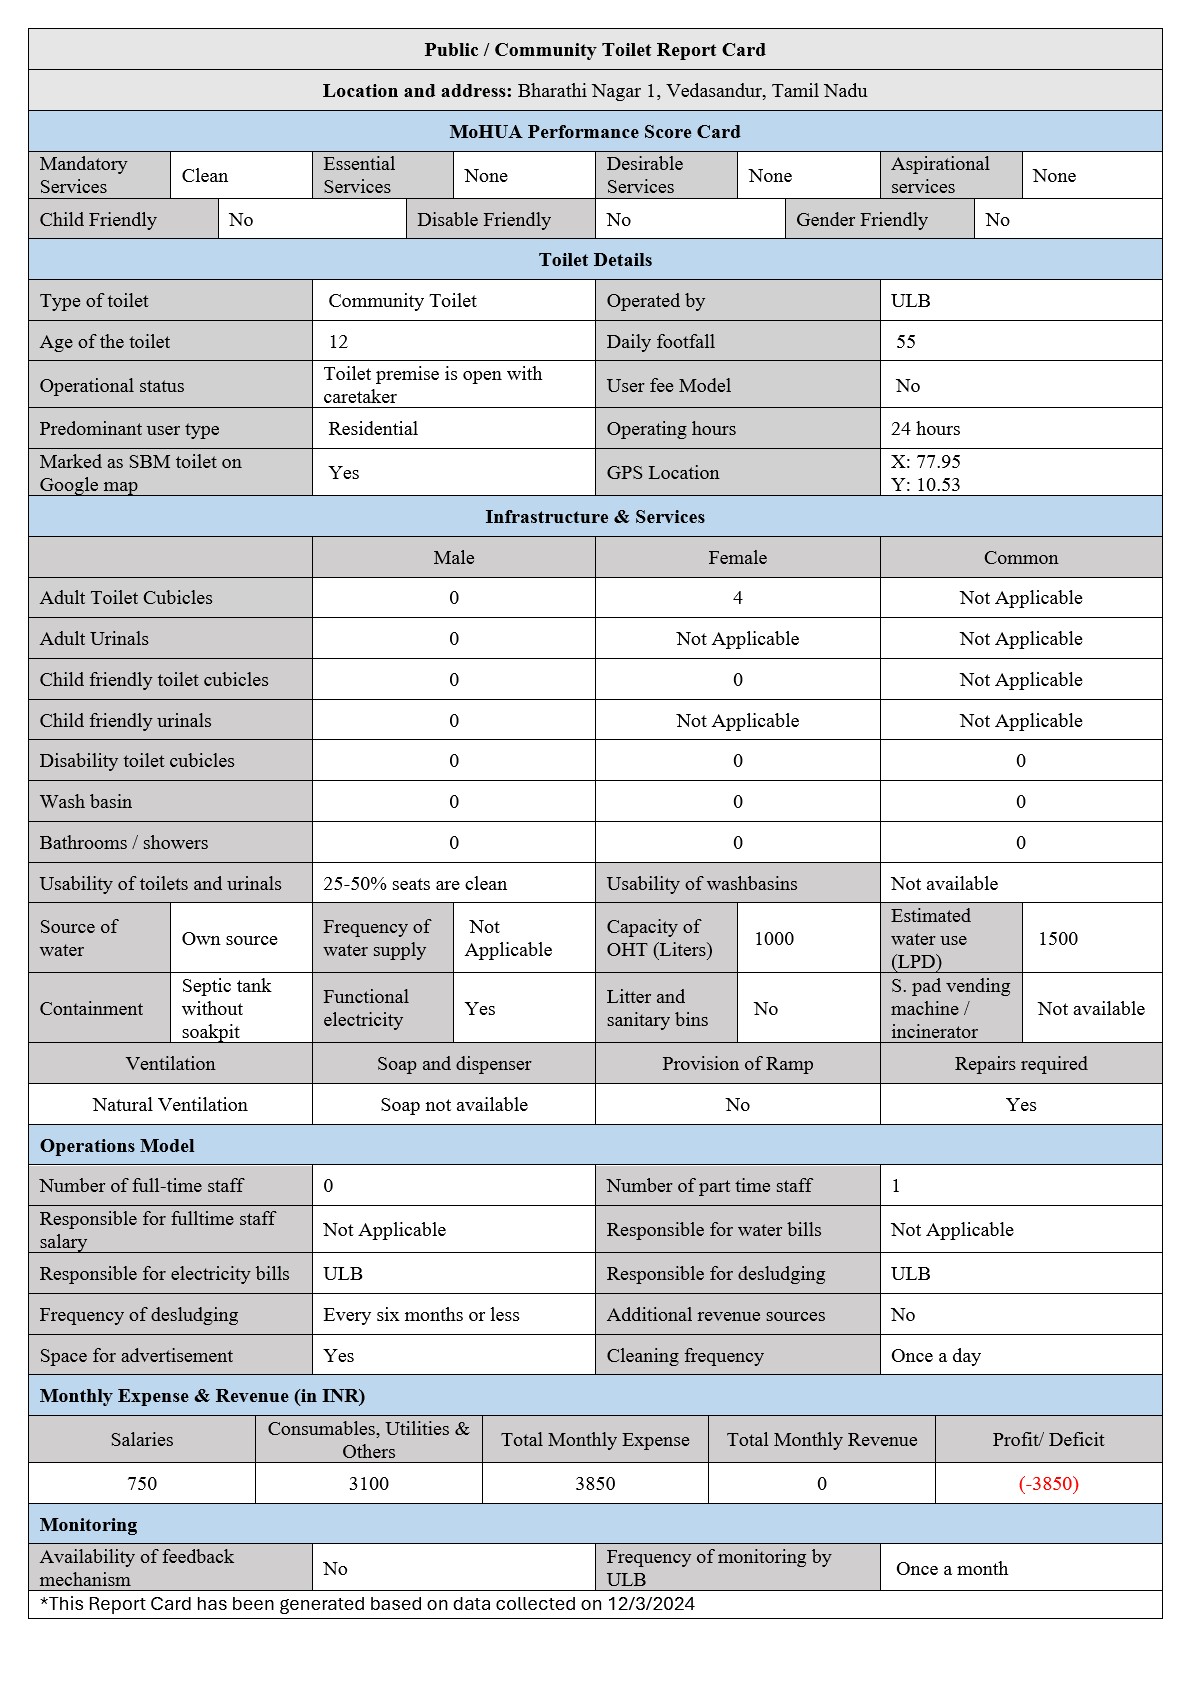 Public / Community Toilet Report Card
Location and address: Bharathi Nagar 1, Vedasandur, Tamil Nadu
MoHUA Performance Score Card
Mandatory Services Clean Essential Services None Desirable Services None Aspirational services None
Child Friendly No Disable Friendly No Gender Friendly No
Toilet Details
Type of toilet Community Toilet Operated by ULB
Age of the toilet 12 Daily footfall 55
Operational status Toilet premise is open with caretaker User fee Model No
Predominant user type Residential Operating hours 24 hours
Marked as SBM toilet on Google map Yes GPS Location X: 77.95 Y: 10.53
Infrastructure & Services
Male Female Common
Adult Toilet Cubicles 0 4 Not Applicable
Adult Urinals 0 Not Applicable Not Applicable
Child friendly toilet cubicles 0 0 Not Applicable
Child friendly urinals 0 Not Applicable Not Applicable
Disability toilet cubicles 0 0 0
Wash basin 0 0 0
Bathrooms / showers 0 0 0
Usability of toilets and urinals 25-50% seats are clean Usability of washbasins Not available
Source of water Own source Frequency of water supply Not Applicable Capacity of OHT (Liters) 1000 Estimated water use (LPD) 1500
Containment Septic tank without soakpit Functional electricity Yes Litter and sanitary bins No S. pad vending machine / incinerator Not available
Ventilation Soap and dispenser Provision of Ramp Repairs required
Natural Ventilation Soap not available No Yes
Operations Model
Number of full-time staff 0 Number of part time staff 1
Responsible for fulltime staff salary Not Applicable Responsible for water bills Not Applicable
Responsible for electricity bills ULB Responsible for desludging ULB
Frequency of desludging Every six months or less Additional revenue sources No
Space for advertisement Yes Cleaning frequency Once a day
Monthly Expense & Revenue (in INR)
Salaries Consumables, Utilities & Others Total Monthly Expense Total Monthly Revenue Profit/ Deficit
750 3100 3850 0 (-3850)
Monitoring
Availability of feedback mechanism No Frequency of monitoring by ULB Once a month
*This Report Card has been generated based on data collected on 12/3/2024